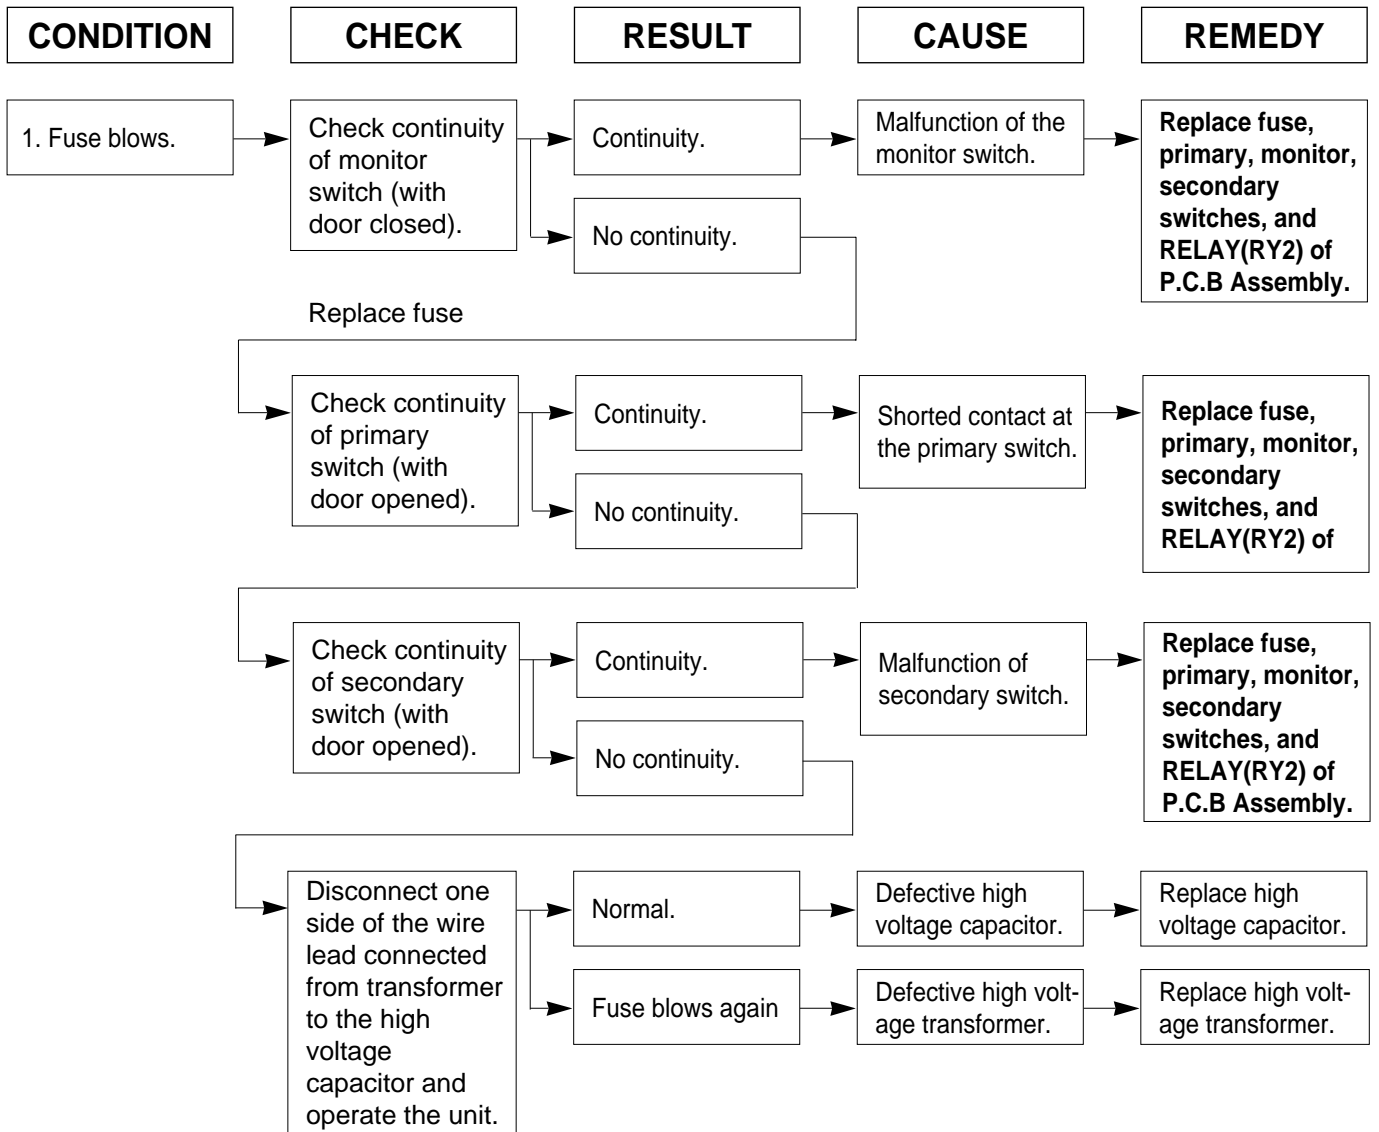 CONDITION
CHECK
RESULT
CAUSE
REMEDY
1. Fuse blows.
Check continuity
of monitor
switch (with
door closed).
Continuity.
Malfunction of the
monitor switch.
Replace fuse,
primary, monitor,
secondary
switches, and
RELAY(RY2) of
P.C.B Assembly.
No continuity.
Replace fuse
Check continuity
of primary
switch (with
door opened).
Continuity.
Shorted contact at
the primary switch.
Replace fuse,
primary, monitor,
secondary
switches, and
RELAY(RY2) of
No continuity.
Check continuity
of secondary
switch (with
door opened).
Continuity.
Malfunction of
secondary switch.
Replace fuse,
primary, monitor,
secondary
switches, and
RELAY(RY2) of
P.C.B Assembly.
No continuity.
Disconnect one
side of the wire
lead connected
from transformer
to the high
voltage
capacitor and
operate the unit.
Normal.
Defective high
voltage capacitor.
Replace high
voltage capacitor.
Fuse blows again
Defective high volt-
age transformer.
Replace high volt-
age transformer.